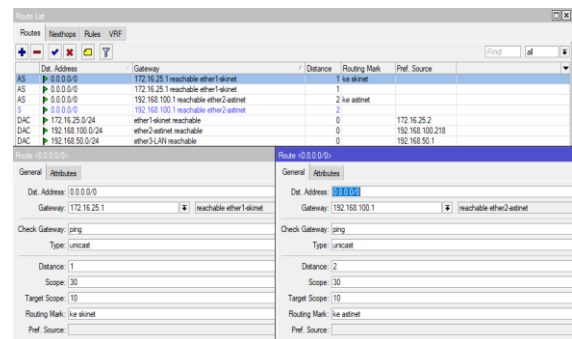 Route List
Routes Nexthops Rules VRF
Find all
Dst. Address Gateway Distance Routing Mark Pref. Source
AS 0.0.0.0/0 172.16.25.1 reachable ether1-skinet 1 ke skinet
AS 0.0.0.0/0 172.16.25.1 reachable ether1-skinet 1
AS 0.0.0.0/0 192.168.100.1 reachable ether2-astinet 2 ke astinet
S 0.0.0.0/0 192.168.100.1 reachable ether2-astinet 2
DAC 172.16.25.0/24 ether1-skinet reachable 0 172.16.25.2
DAC 192.168.100.0/24 ether2-astinet reachable 0 192.168.100.218
DAC 192.168.50.0/24 ether3-LAN reachable 0 192.168.50.1
Route <0.0.0.0/0>
General Attributes
Dst. Address: 0.0.0.0/0
Gateway: 172.16.25.1 reachable ether1-skinet
Check Gateway: ping
Type: unicast
Distance: 1
Scope: 30
Target Scope: 10
Routing Mark: ke skinet
Pref. Source:
Route <0.0.0.0/0>
General Attributes
Dst. Address: 0.0.0.0/0
Gateway: 192.168.100.1 reachable ether2-astinet
Check Gateway: ping
Type: unicast
Distance: 2
Scope: 30
Target Scope: 10
Routing Mark: ke astinet
Pref. Source: